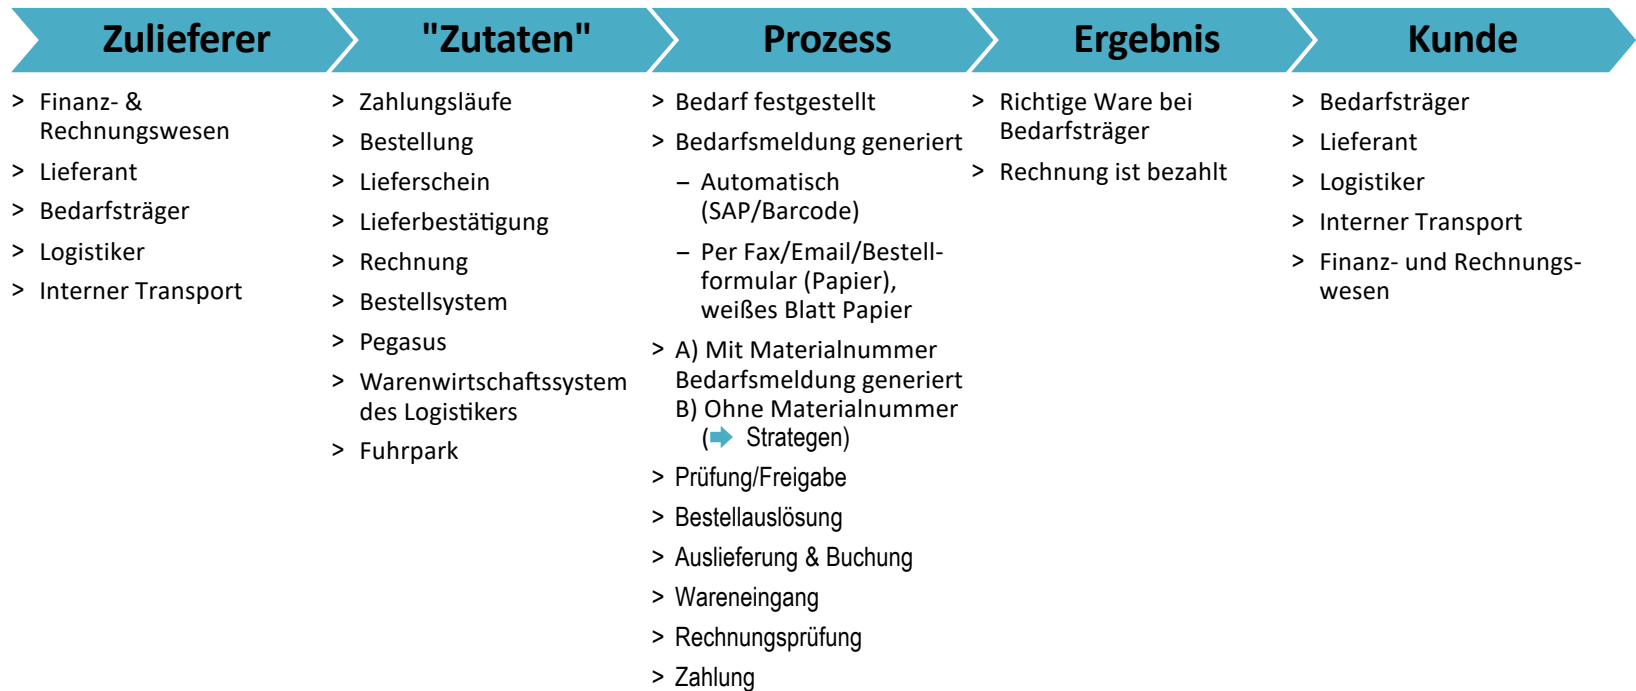 Zulieferer
> Finanz- &
Rechnungswesen
> Lieferant
> Bedarfsträger
> Logistiker
> Interner Transport
"Zutaten"
> Zahlungsläufe
> Bestellung
> Lieferschein
> Lieferbestätigung
> Rechnung
> Bestellsystem
> Pegasus
> Warenwirtschaftssystem
des Logistikers
> Fuhrpark
Prozess
> Bedarf festgestellt
> Bedarfsmeldung generiert
– Automatisch
(SAP/Barcode)
– Per Fax/Email/Bestell-
formular (Papier),
weißes Blatt Papier
> A) Mit Materialnummer
Bedarfsmeldung generiert
B) Ohne Materialnummer
(➡ Strategen)
> Prüfung/Freigabe
> Bestellauslösung
> Auslieferung & Buchung
> Wareneingang
> Rechnungsprüfung
> Zahlung
Ergebnis
> Richtige Ware bei
Bedarfsträger
> Rechnung ist bezahlt
Kunde
> Bedarfsträger
> Lieferant
> Logistiker
> Interner Transport
> Finanz- und Rechnungs-
wesen